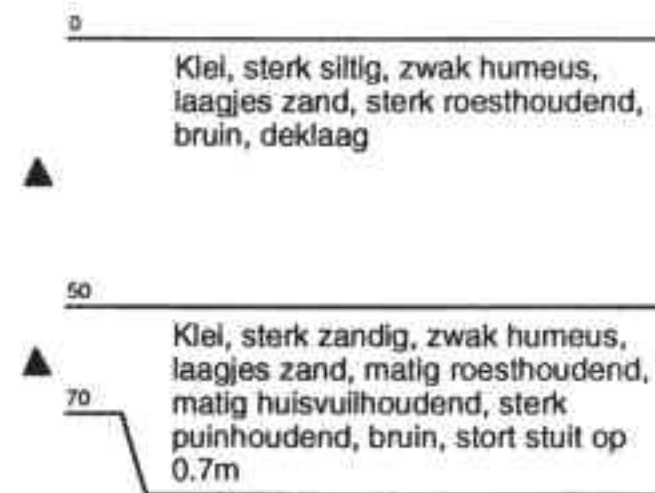 0
Klei, sterk siltig, zwak humeus,
laagjes zand, sterk roesthoudend,
bruin, deklaag
50
Klei, sterk zandig, zwak humeus,
laagjes zand, matig roesthoudend,
70
matig huisvuilhoudend, sterk
puinhoudend, bruin, stort stuit op
0.7m